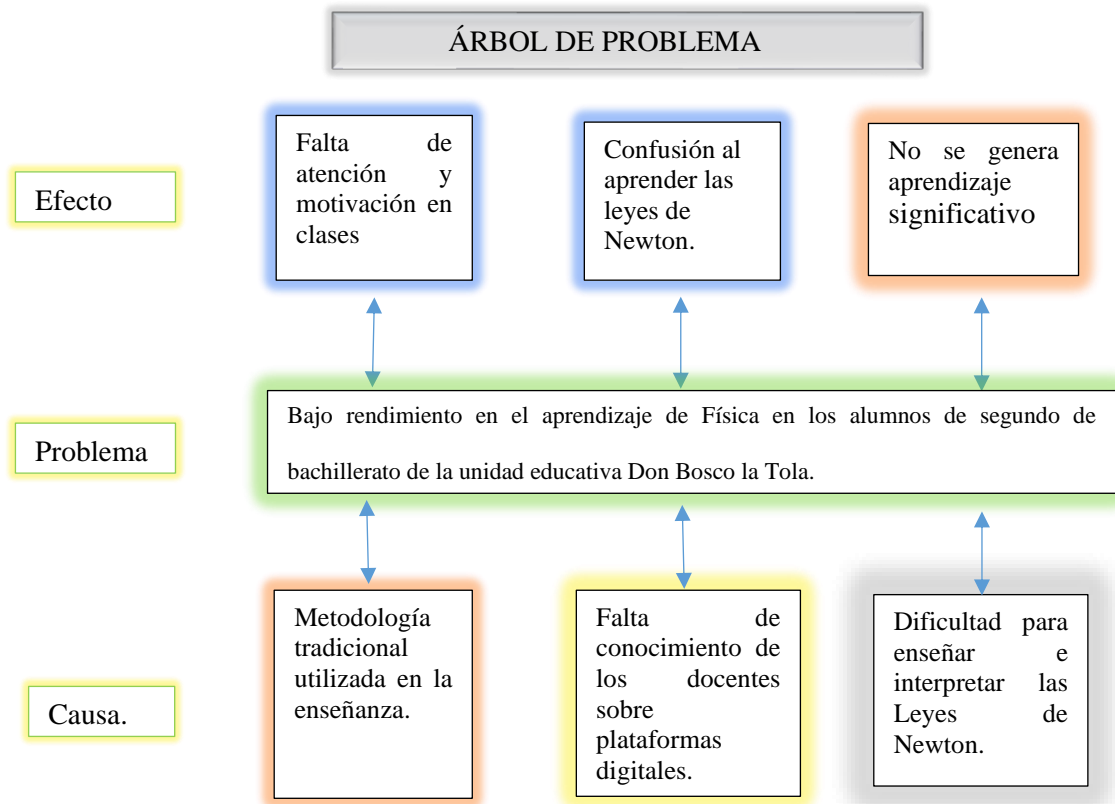 ÁRBOL DE PROBLEMA
Efecto
Falta de
atención y
motivación en
clases
Confusión al
aprender las
leyes de
Newton.
No se genera
aprendizaje
significativo
Problema
Bajo rendimiento en el aprendizaje de Física en los alumnos de segundo de
bachillerato de la unidad educativa Don Bosco la Tola.
Causa.
Metodología
tradicional
utilizada en la
enseñanza.
Falta de
conocimiento de
los docentes
sobre
plataformas
digitales.
Dificultad para
enseñar e
interpretar las
Leyes de
Newton.